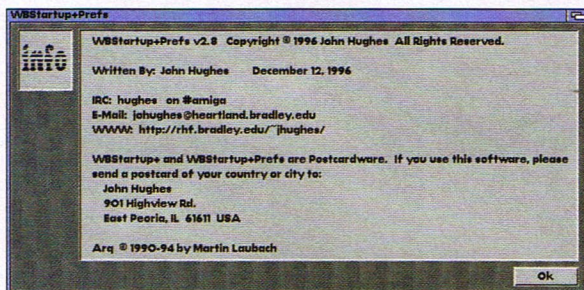 WBStartup+Prefs
info
WBStartup+Prefs v2.8 Copyright © 1996 John Hughes All Rights Reserved.
Written By: John Hughes December 12, 1996
IRC: hughes on #amiga
E-Mail: johughes@heartland.bradley.edu
WWW: http://rhf.bradley.edu/~jhughes/
WBStartup+ and WBStartup+Prefs are Postcardware. If you use this software, please
send a postcard of your country or city to:
John Hughes
901 Highview Rd.
East Peoria, IL 61611 USA
Arq © 1990-94 by Martin Laubach
Ok